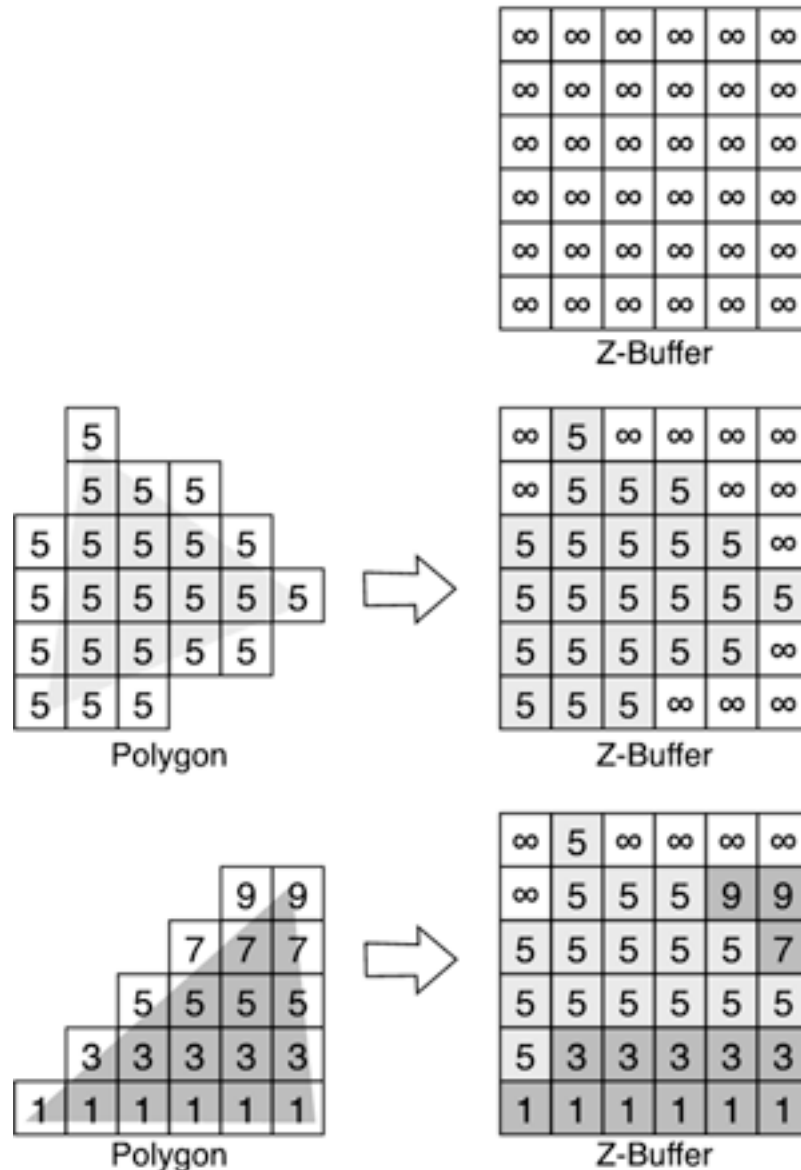 ∞ ∞ ∞ ∞ ∞ ∞
∞ ∞ ∞ ∞ ∞ ∞
∞ ∞ ∞ ∞ ∞ ∞
∞ ∞ ∞ ∞ ∞ ∞
∞ ∞ ∞ ∞ ∞ ∞
∞ ∞ ∞ ∞ ∞ ∞
Z-Buffer
5
5 5 5
5 5 5 5 5
5 5 5 5 5 5
5 5 5 5 5
5 5 5
Polygon
∞ 5 ∞ ∞ ∞ ∞
∞ 5 5 5 ∞ ∞
5 5 5 5 5 ∞
5 5 5 5 5 5
5 5 5 5 5 ∞
5 5 5 ∞ ∞ ∞
Z-Buffer
9 9
7 7 7
5 5 5 5
3 3 3 3 3
1 1 1 1 1 1
Polygon
∞ 5 ∞ ∞ ∞ ∞
∞ 5 5 5 9 9
5 5 5 5 5 7
5 5 5 5 5 5
5 3 3 3 3 3
1 1 1 1 1 1
Z-Buffer